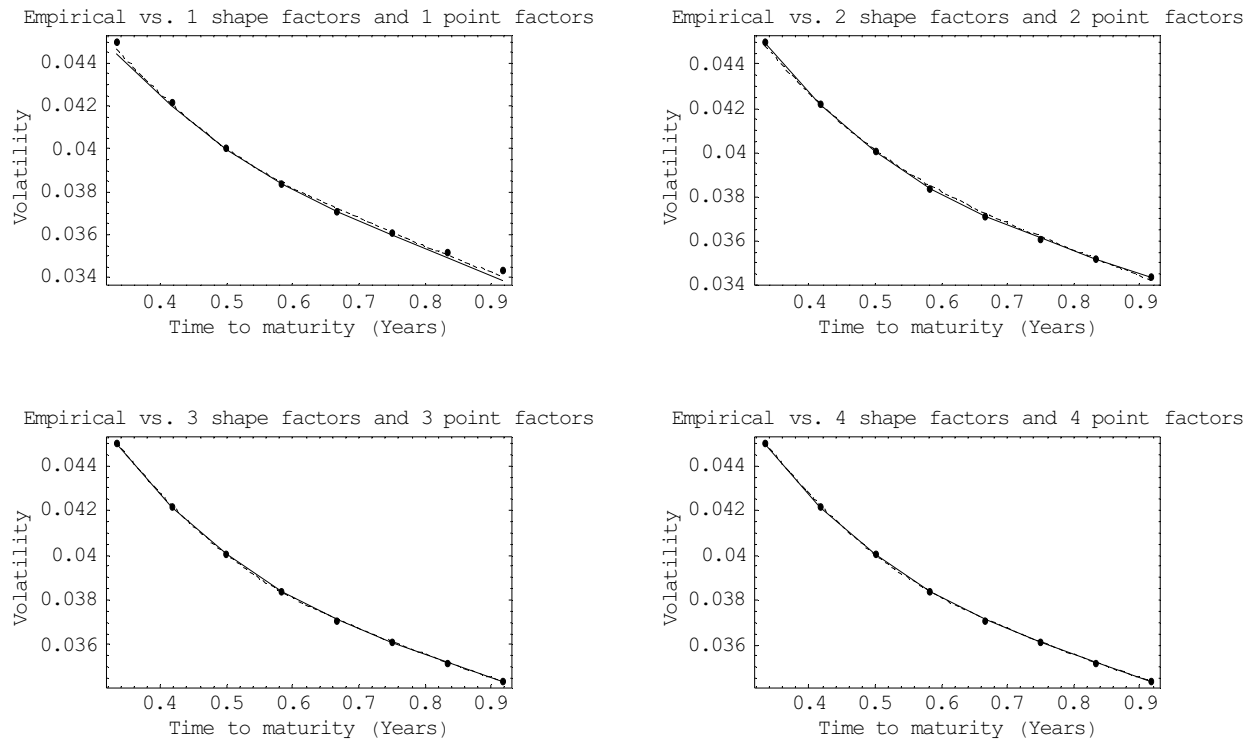 Empirical vs. 1 shape factors and 1 point factors
0.044
0.042
0.04
0.038
0.036
0.034
Volatility
0.4 0.5 0.6 0.7 0.8 0.9
Time to maturity (Years)
Empirical vs. 2 shape factors and 2 point factors
0.044
0.042
0.04
0.038
0.036
0.034
Volatility
0.4 0.5 0.6 0.7 0.8 0.9
Time to maturity (Years)
Empirical vs. 3 shape factors and 3 point factors
0.044
0.042
0.04
0.038
0.036
Volatility
0.4 0.5 0.6 0.7 0.8 0.9
Time to maturity (Years)
Empirical vs. 4 shape factors and 4 point factors
0.044
0.042
0.04
0.038
0.036
Volatility
0.4 0.5 0.6 0.7 0.8 0.9
Time to maturity (Years)